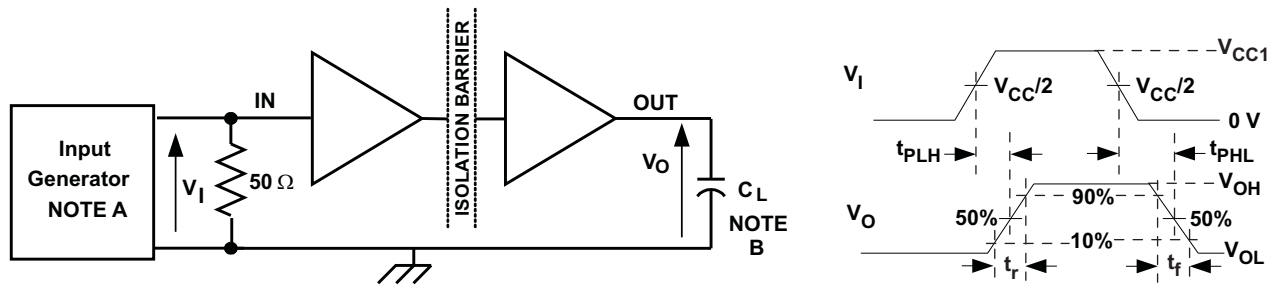 Input
Generator
NOTE A
V_I
50 Ω
IN
ISOLATION BARRIER
OUT
V_O
C_L
NOTE
B
V_I
V_CC1
V_CC/2
V_CC/2
0 V
t_PLH
t_PHL
V_O
V_OH
50%
90%
50%
10%
V_OL
t_r
t_f